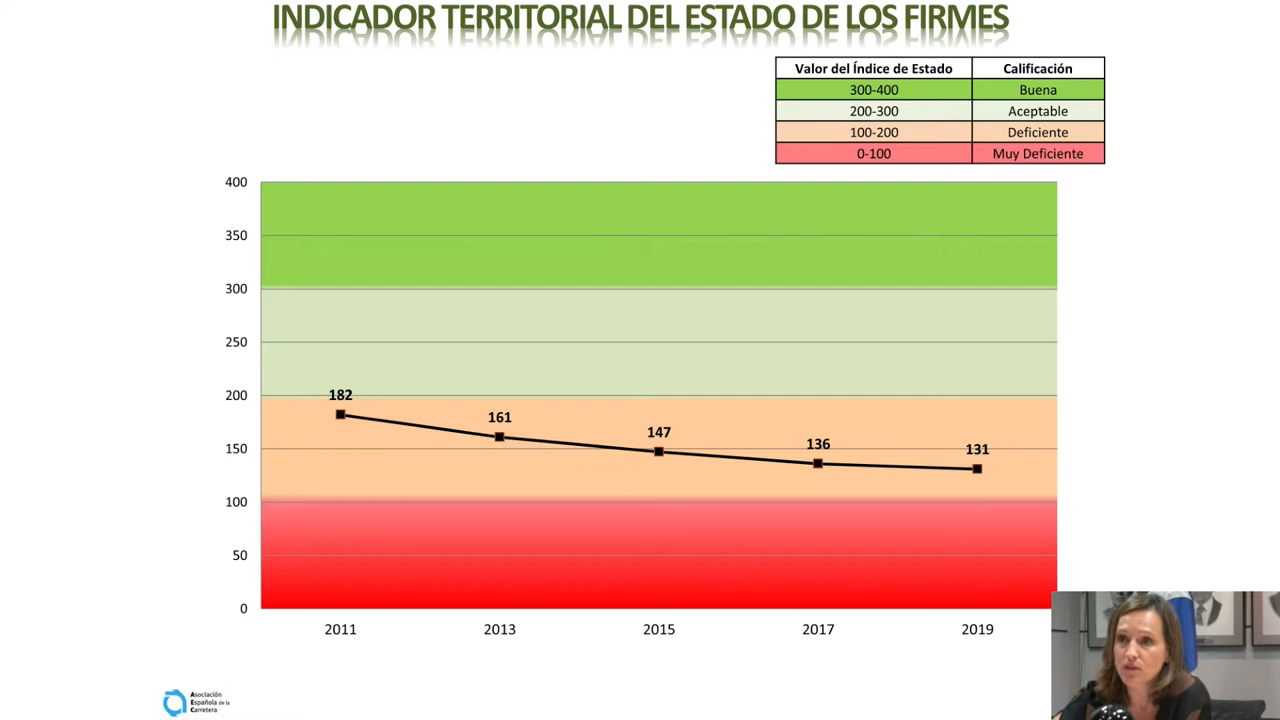 INDICADOR TERRITORIAL DEL ESTADO DE LOS FIRMES
Valor del Índice de Estado Calificación
300-400 Buena
200-300 Aceptable
100-200 Deficiente
0-100 Muy Deficiente
400
350
300
250
200
150
100
50
0
182
161
147
136
131
2011 2013 2015 2017 2019
Asociación
Española de la
Carretera